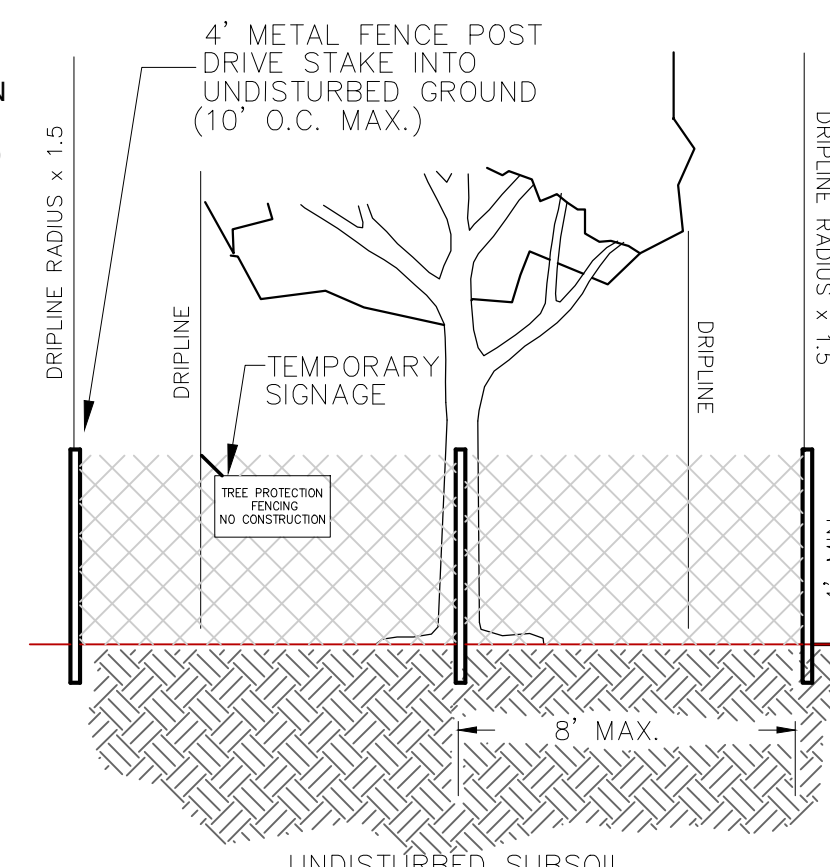 4' METAL FENCE POST
DRIVE STAKE INTO
UNDISTURBED GROUND
(10' O.C. MAX.)
DRIPLINE RADIUS x 1.5
DRIPLINE
TEMPORARY
SIGNAGE
TREE PROTECTION
FENCING
NO CONSTRUCTION
DRIPLINE
DRIPLINE RADIUS x 1.5
8' MAX.
UNDISTURBED SUBSOIL